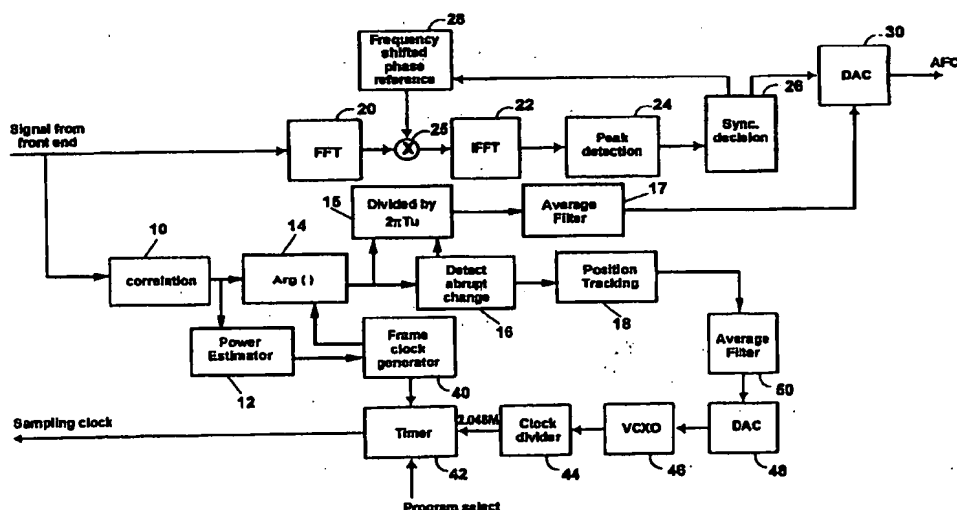 28
Frequency
shifted
phase
reference
30
DAC
AFC
Signal from
front end
20
FFT
25
X
22
IFFT
24
Peak
detection
26
Sync.
decision
15
Divided by
2πTu
17
Average
Filter
10
correlation
14
Arg ( )
Detect
abrupt
change
16
Position
Tracking
18
Power
Estimator
12
Frame
clock
generator
40
Average
Filter
50
Sampling clock
Timer
42
2.048M
Clock
divider
44
VCXO
46
DAC
48
Program select